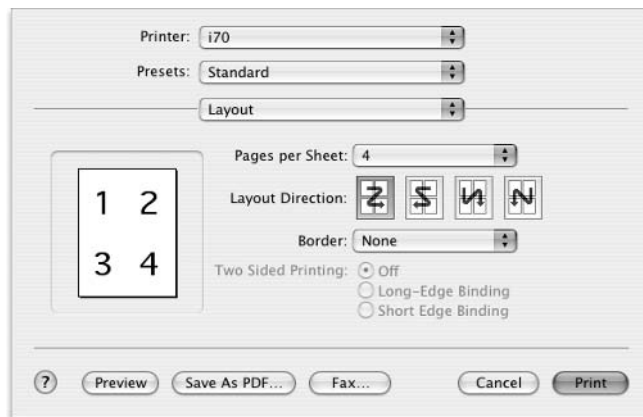 Printer: i70
Presets: Standard
Layout
Pages per Sheet: 4
1 2
3 4
Layout Direction:
Border: None
Two Sided Printing: Off
Long-Edge Binding
Short Edge Binding
? Preview Save As PDF... Fax... Cancel Print